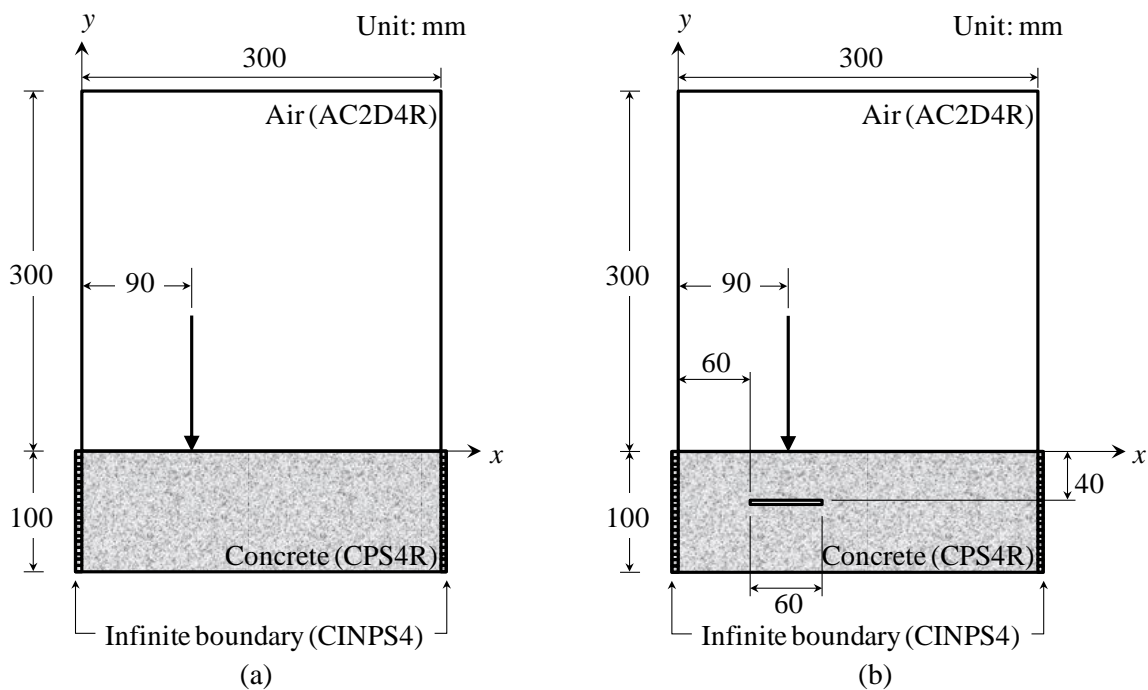 y
Unit: mm
300
Air (AC2D4R)
300
90
x
100
Concrete (CPS4R)
Infinite boundary (CINPS4)
(a)
y
Unit: mm
300
Air (AC2D4R)
300
90
60
x
40
100
Concrete (CPS4R)
60
Infinite boundary (CINPS4)
(b)